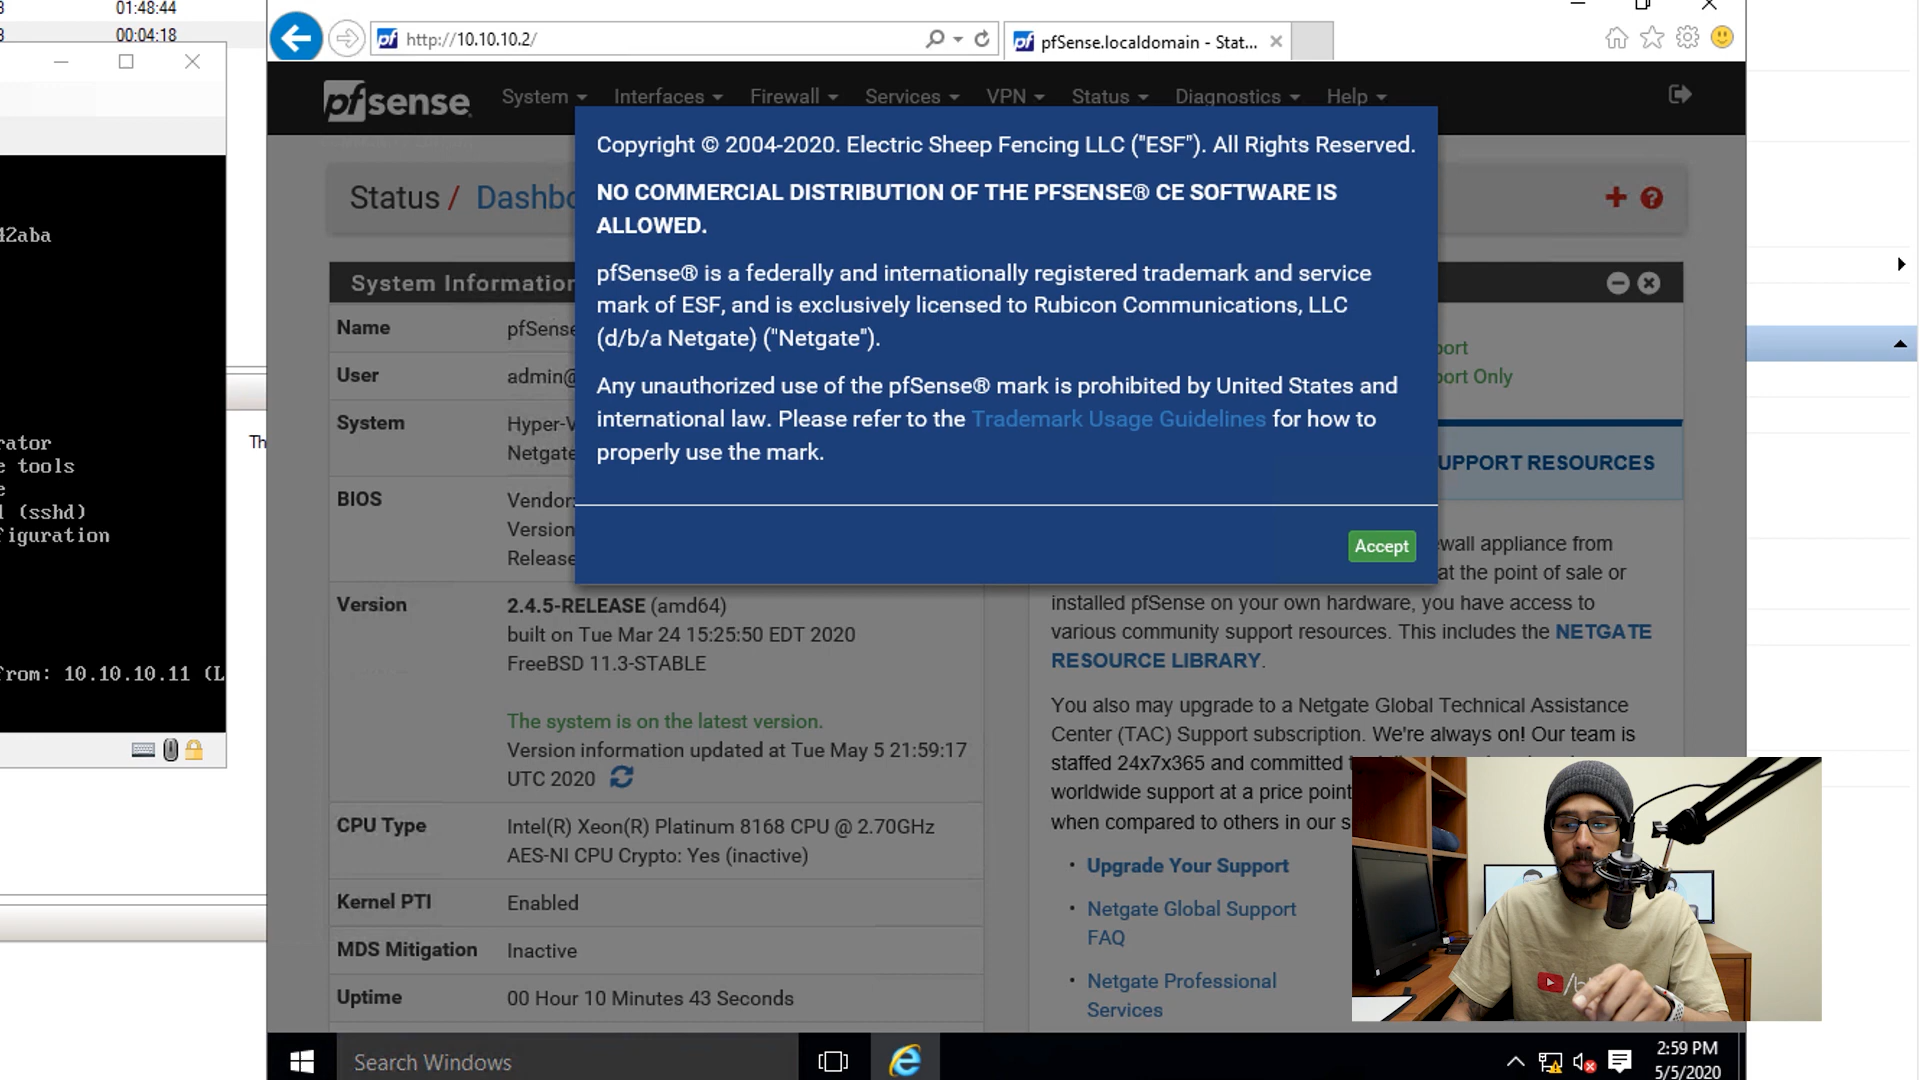 01:48:44
00:04:18
http://10.10.10.2/
pfSense.localdomain - Stat...
pfsense
System
Interfaces
Firewall
Services
VPN
Status
Diagnostics
Help
Copyright © 2004-2020. Electric Sheep Fencing LLC ("ESF"). All Rights Reserved.
NO COMMERCIAL DISTRIBUTION OF THE PFSENSE® CE SOFTWARE IS
ALLOWED.
pfSense® is a federally and internationally registered trademark and service
mark of ESF, and is exclusively licensed to Rubicon Communications, LLC
(d/b/a Netgate) ("Netgate").
Any unauthorized use of the pfSense® mark is prohibited by United States and
international law. Please refer to the Trademark Usage Guidelines for how to
properly use the mark.
Accept
Status / Dashbo
System Information
Name pfSense
User admin@
System Hyper-V
Netgate
BIOS Vendor:
Version
Release
Version 2.4.5-RELEASE (amd64)
built on Tue Mar 24 15:25:50 EDT 2020
FreeBSD 11.3-STABLE
The system is on the latest version.
Version information updated at Tue May 5 21:59:17
UTC 2020
CPU Type Intel(R) Xeon(R) Platinum 8168 CPU @ 2.70GHz
AES-NI CPU Crypto: Yes (inactive)
Kernel PTI Enabled
MDS Mitigation Inactive
Uptime 00 Hour 10 Minutes 43 Seconds
port
port Only
UPPORT RESOURCES
ewall appliance from
at the point of sale or
installed pfSense on your own hardware, you have access to
various community support resources. This includes the NETGATE
RESOURCE LIBRARY.
You also may upgrade to a Netgate Global Technical Assistance
Center (TAC) Support subscription. We're always on! Our team is
staffed 24x7x365 and committed t
worldwide support at a price point
when compared to others in our s
• Upgrade Your Support
• Netgate Global Support
FAQ
• Netgate Professional
Services
42aba
rator
e tools
e
l (sshd)
figuration
from: 10.10.10.11 (L
Th
Search Windows
2:59 PM
5/5/2020